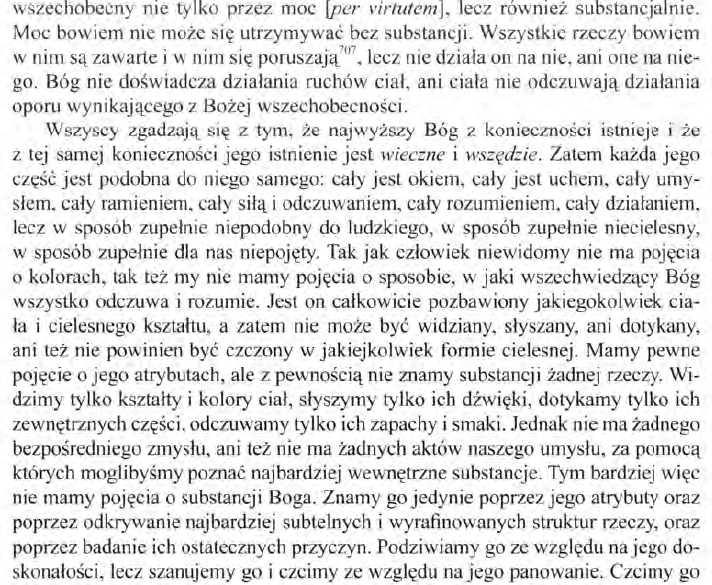 wszechobecny nie tylko przez moc [per virtutem], lecz również substancjalnie.
Moc bowiem nie może się utrzymywać bez substancji. Wszystkie rzeczy bowiem
w nim są zawarte i w nim się poruszają707, lecz nie działa on na nie, ani one na nie-
go. Bóg nie doświadcza działania ruchów ciał, ani ciała nie odczuwają działania
oporu wynikającego z Bożej wszechobecności.
Wszyscy zgadzają się z tym, że najwyższy Bóg z konieczności istnieje i że
z tej samej konieczności jego istnienie jest wieczne i wszędzie. Zatem każda jego
część jest podobna do niego samego: cały jest okiem, cały jest uchem, cały umy-
słem, cały ramieniem, cały siłą i odczuwaniem, cały rozumieniem, cały działaniem,
lecz w sposób zupełnie niepodobny do ludzkiego, w sposób zupełnie niecielesny,
w sposób zupełnie dla nas niepojęty. Tak jak człowiek niewidomy nie ma pojęcia
o kolorach, tak też my nie mamy pojęcia o sposobie, w jaki wszechwiedzący Bóg
wszystko odczuwa i rozumie. Jest on całkowicie pozbawiony jakiegokolwiek cia-
ła i cielesnego kształtu, a zatem nie może być widziany, słyszany, ani dotykany,
ani też nie powinien być czczony w jakiejkolwiek formie cielesnej. Mamy pewne
pojęcie o jego atrybutach, ale z pewnością nie znamy substancji żadnej rzeczy. Wi-
dzimy tylko kształty i kolory ciał, słyszymy tylko ich dźwięki, dotykamy tylko ich
zewnętrznych części, odczuwamy tylko ich zapachy i smaki. Jednak nie ma żadnego
bezpośredniego zmysłu, ani też nie ma żadnych aktów naszego umysłu, za pomocą
których moglibyśmy poznać najbardziej wewnętrzne substancje. Tym bardziej więc
nie mamy pojęcia o substancji Boga. Znamy go jedynie poprzez jego atrybuty oraz
poprzez odkrywanie najbardziej subtelnych i wyrafinowanych struktur rzeczy, oraz
poprzez badanie ich ostatecznych przyczyn. Podziwiamy go ze względu na jego do-
skonałości, lecz szanujemy go i czcimy ze względu na jego panowanie. Czcimy go